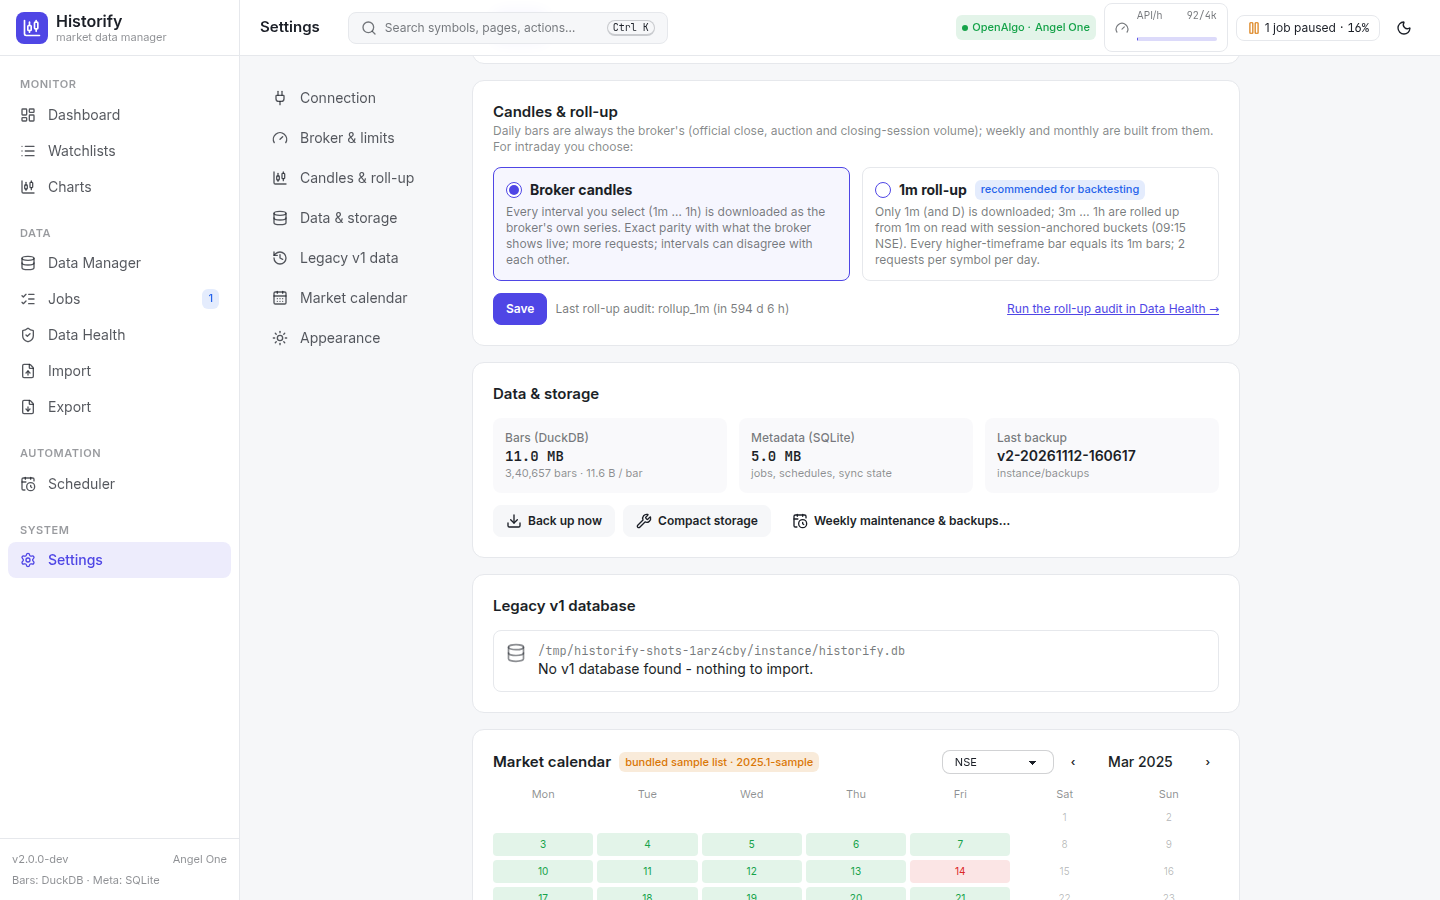 Historify
market data manager
MONITOR
Dashboard
Watchlists
Charts
DATA
Data Manager
Jobs
1
Data Health
Import
Export
AUTOMATION
Scheduler
SYSTEM
Settings
v2.0.0-dev
Angel One
Bars: DuckDB · Meta: SQLite
Settings
Search symbols, pages, actions...
Ctrl K
OpenAlgo · Angel One
API/h
92/4k
1 job paused · 16%
Connection
Broker & limits
Candles & roll-up
Data & storage
Legacy v1 data
Market calendar
Appearance
Candles & roll-up
Daily bars are always the broker's (official close, auction and closing-session volume); weekly and monthly are built from them.
For intraday you choose:
Broker candles
Every interval you select (1m ... 1h) is downloaded as the
broker's own series. Exact parity with what the broker
shows live; more requests; intervals can disagree with
each other.
1m roll-up
recommended for backtesting
Only 1m (and D) is downloaded; 3m ... 1h are rolled up
from 1m on read with session-anchored buckets (09:15
NSE). Every higher-timeframe bar equals its 1m bars; 2
requests per symbol per day.
Save
Last roll-up audit: rollup_1m (in 594 d 6 h)
Run the roll-up audit in Data Health →
Data & storage
Bars (DuckDB)
11.0 MB
3,40,657 bars · 11.6 B / bar
Metadata (SQLite)
5.0 MB
jobs, schedules, sync state
Last backup
v2-20261112-160617
instance/backups
Back up now
Compact storage
Weekly maintenance & backups...
Legacy v1 database
/tmp/historify-shots-1arz4cby/instance/historify.db
No v1 database found - nothing to import.
Market calendar
bundled sample list · 2025.1-sample
NSE
‹
Mar 2025
›
Mon Tue Wed Thu Fri Sat Sun
1 2
3 4 5 6 7 8 9
10 11 12 13 14 15 16
17 18 19 20 21 22 23